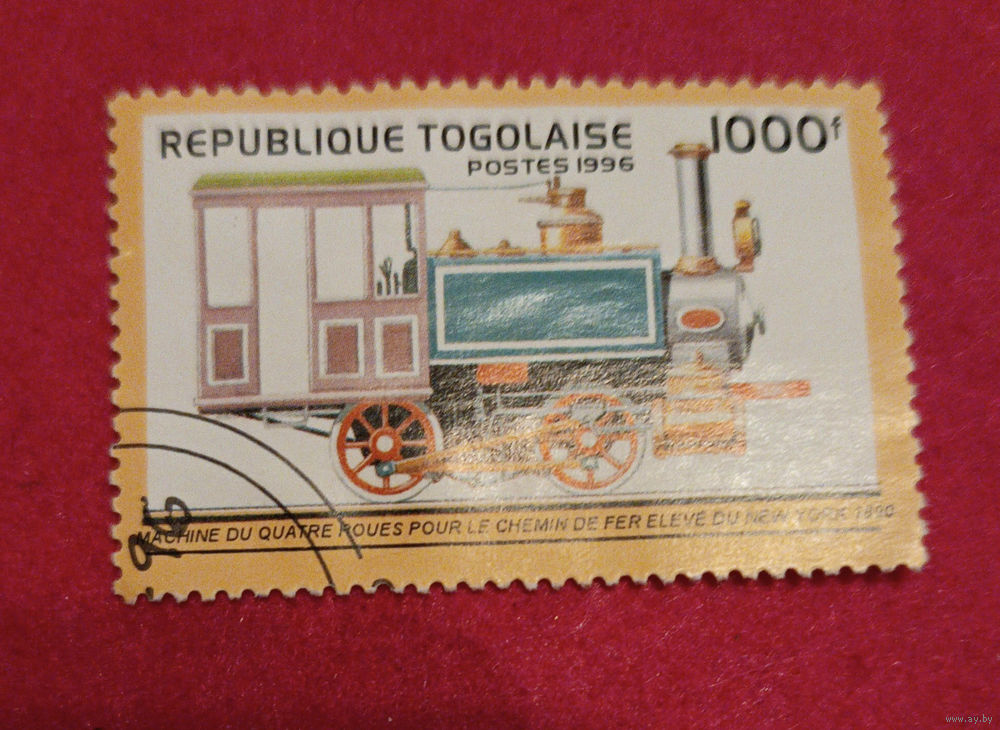 REPUBLIQUE TOGOLAISE
1000f
POSTES 1996
MACHINE DU QUATRE ROUES POUR LE CHEMIN DE FER ELEVE DU NEW YORK 1890
96
www.ay.by